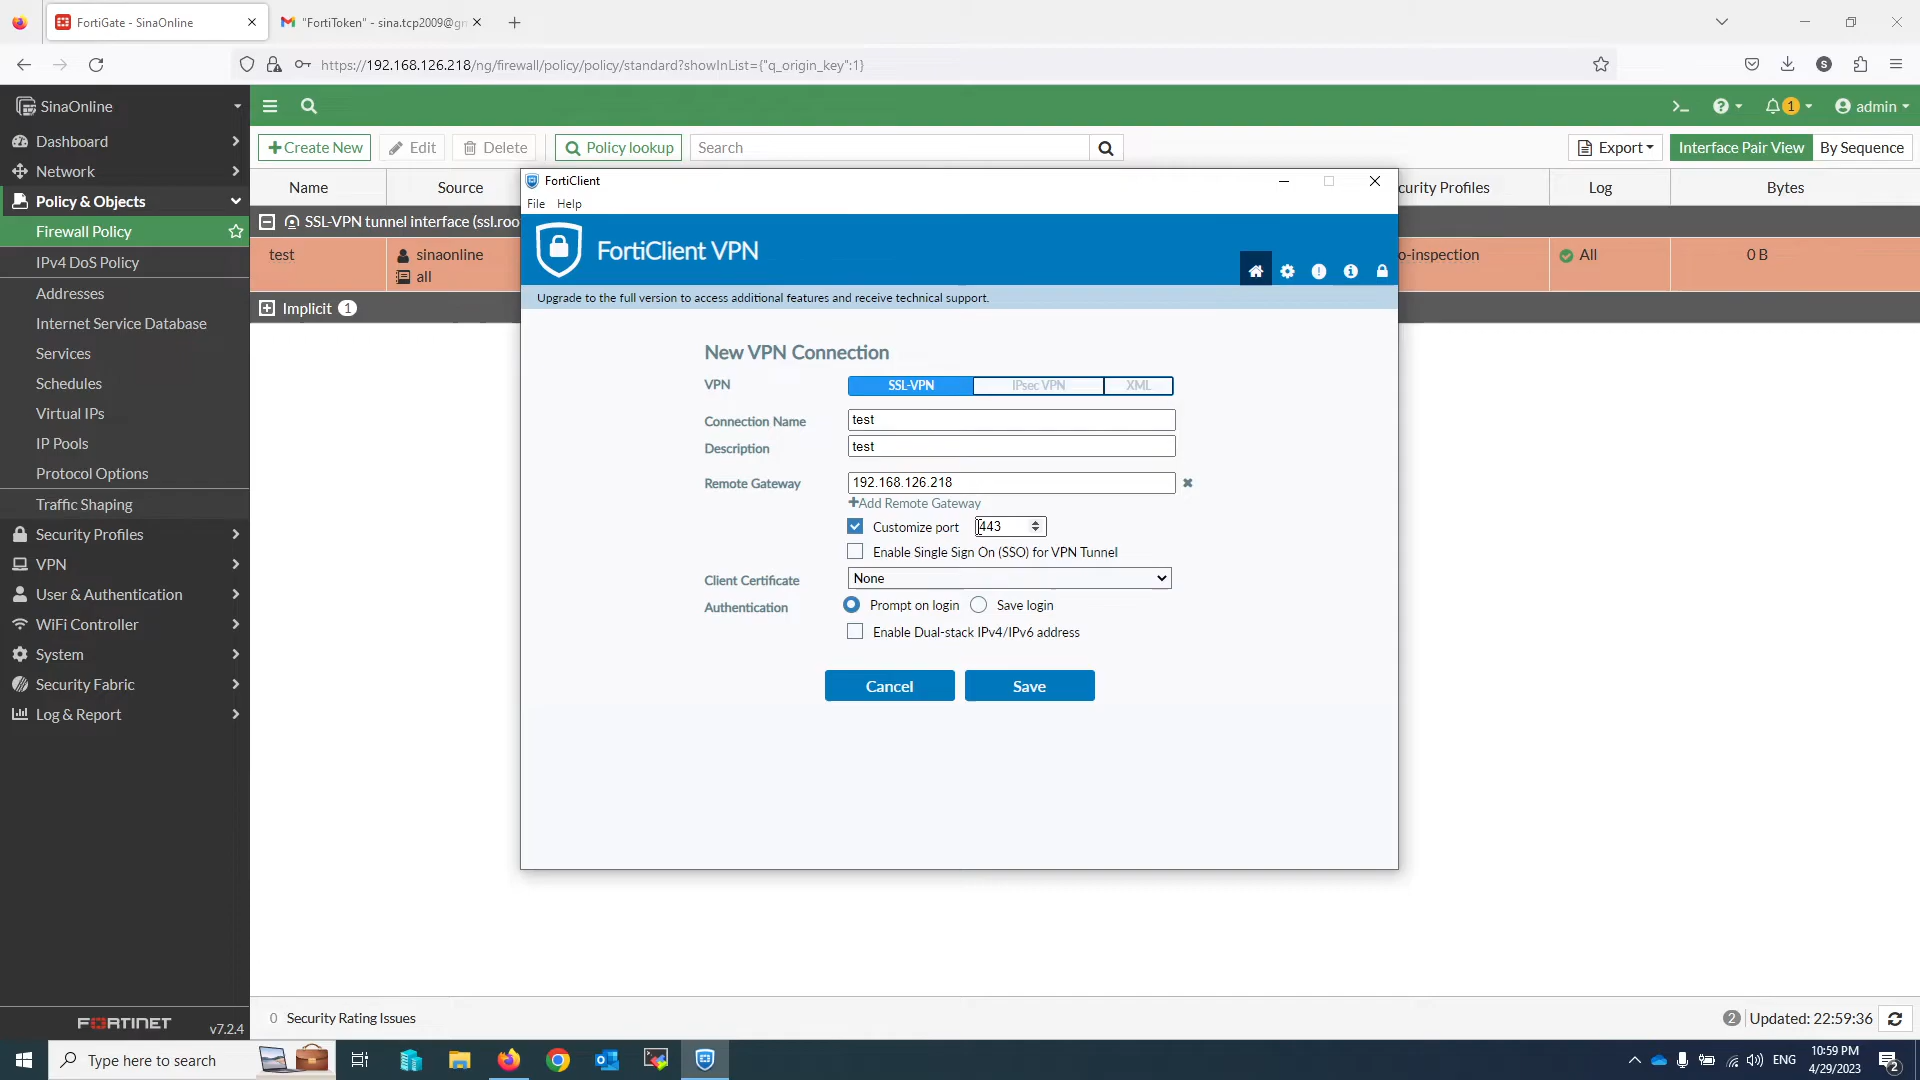 FortiGate - SinaOnline
"FortiToken" - sina.tcp2009@gm
https://192.168.126.218/ng/firewall/policy/policy/standard?showInList={"q_origin_key":1}
S
SinaOnline
Dashboard
Network
Policy & Objects
Firewall Policy
IPv4 DoS Policy
Addresses
Internet Service Database
Services
Schedules
Virtual IPs
IP Pools
Protocol Options
Traffic Shaping
Security Profiles
VPN
User & Authentication
WiFi Controller
System
Security Fabric
Log & Report
FORTINET v7.2.4
>_ ? 1 admin
Create New Edit Delete Policy lookup Search Export Interface Pair View By Sequence
Name Source curity Profiles Log Bytes
SSL-VPN tunnel interface (ssl.roo
test sinaonline o-inspection All 0 B
all
Implicit 1
FortiClient
File Help
FortiClient VPN
Upgrade to the full version to access additional features and receive technical support.
New VPN Connection
VPN SSL-VPN IPsec VPN XML
Connection Name test
Description test
Remote Gateway 192.168.126.218
+Add Remote Gateway
Customize port 443
Enable Single Sign On (SSO) for VPN Tunnel
Client Certificate None
Authentication Prompt on login Save login
Enable Dual-stack IPv4/IPv6 address
Cancel Save
0 Security Rating Issues 2 Updated: 22:59:36
Type here to search
ENG
10:59 PM
4/29/2023
2